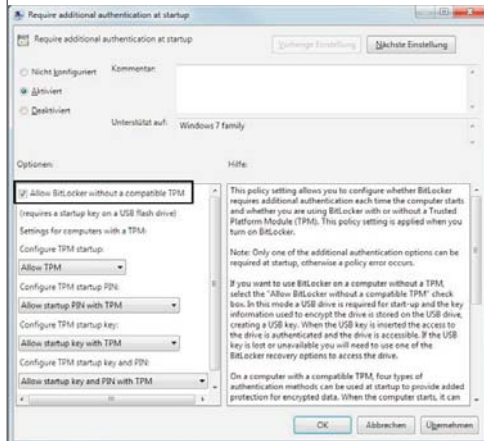 Require additional authentication at startup
Require additional authentication at startup
Vorherige Einstellung
Nächste Einstellung
Nicht konfiguriert
Kommentar:
Aktiviert
Deaktiviert
Unterstützt auf:
Windows 7 family
Optionen:
Hilfe:
Allow BitLocker without a compatible TPM
(requires a startup key on a USB flash drive)
Settings for computers with a TPM:
Configure TPM startup:
Allow TPM
Configure TPM startup PIN:
Allow startup PIN with TPM
Configure TPM startup key:
Allow startup key with TPM
Configure TPM startup key and PIN:
Allow startup key and PIN with TPM
This policy setting allows you to configure whether BitLocker
requires additional authentication each time the computer starts
and whether you are using BitLocker with or without a Trusted
Platform Module (TPM). This policy setting is applied when you
turn on BitLocker.
Note: Only one of the additional authentication options can be
required at startup, otherwise a policy error occurs.
If you want to use BitLocker on a computer without a TPM,
select the "Allow BitLocker without a compatible TPM" check
box. In this mode a USB drive is required for start-up and the key
information used to encrypt the drive is stored on the USB drive,
creating a USB key. When the USB key is inserted the access to
the drive is authenticated and the drive is accessible. If the USB
key is lost or unavailable you will need to use one of the
BitLocker recovery options to access the drive.
On a computer with a compatible TPM, four types of
authentication methods can be used at startup to provide added
protection for encrypted data. When the computer starts, it can
OK
Abbrechen
Übernehmen